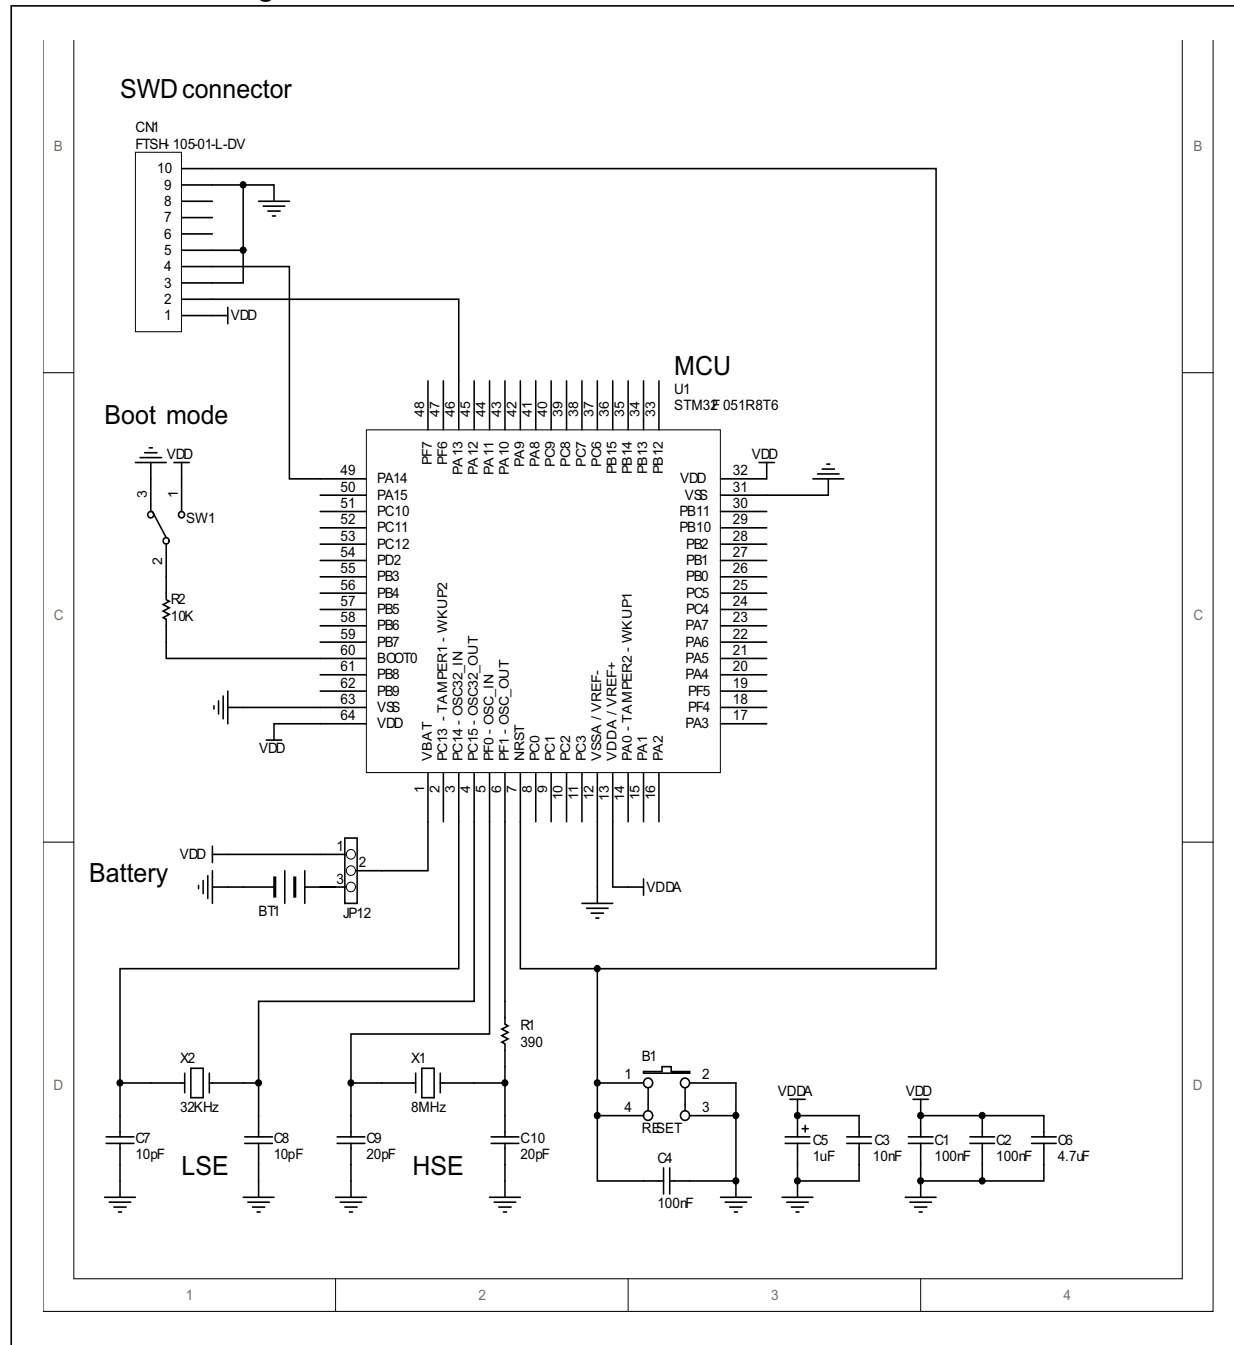 SWD connector
CN1
FTSH-105-01-L-DV
B
B
10
9
8
7
6
5
4
3
2
1
VDD
MCU
U1
STM32F051R8T6
Boot mode
VDD
3
1
SW1
2
R2
10K
48
47
46
45
44
43
42
41
40
39
38
37
36
35
34
33
PF7
PF6
PA13
PA12
PA11
PA10
PA9
PA8
PC9
PC8
PC7
PC6
PB15
PB14
PB13
PB12
49 PA14
50 PA15
51 PC10
52 PC11
53 PC12
54 PD2
55 PB3
56 PB4
57 PB5
58 PB6
59 PB7
60 BOOT0
61 PB8
62 PB9
63 VSS
64 VDD
VDD
VDD
VDD 32
VSS 31
PB11 30
PB10 29
PB2 28
PB1 27
PB0 26
PC5 25
PC4 24
PA7 23
PA6 22
PA5 21
PA4 20
PF5 19
PF4 18
PA3 17
C
C
VBAT
PC13 - TAMPER1 - WKUP2
PC14 - OSC32_IN
PC15 - OSC32_OUT
PF0 - OSC_IN
PF1 - OSC_OUT
NRST
PC0
PC1
PC2
PC3
VSSA / VREF-
VDDA / VREF+
PA0 - TAMPER2 - WKUP1
PA1
PA2
1
2
3
4
5
6
7
8
9
10
11
12
13
14
15
16
Battery
VDD
1
2
3
BT1
JP12
VDDA
R1
390
X2
32KHz
X1
8MHz
B1
1
2
4
3
RESET
C4
100nF
VDDA
VDD
D
D
C7
10pF
LSE
C8
10pF
C9
20pF
HSE
C10
20pF
+
C5
1uF
C3
10nF
C1
100nF
C2
100nF
C6
4.7uF
1
2
3
4